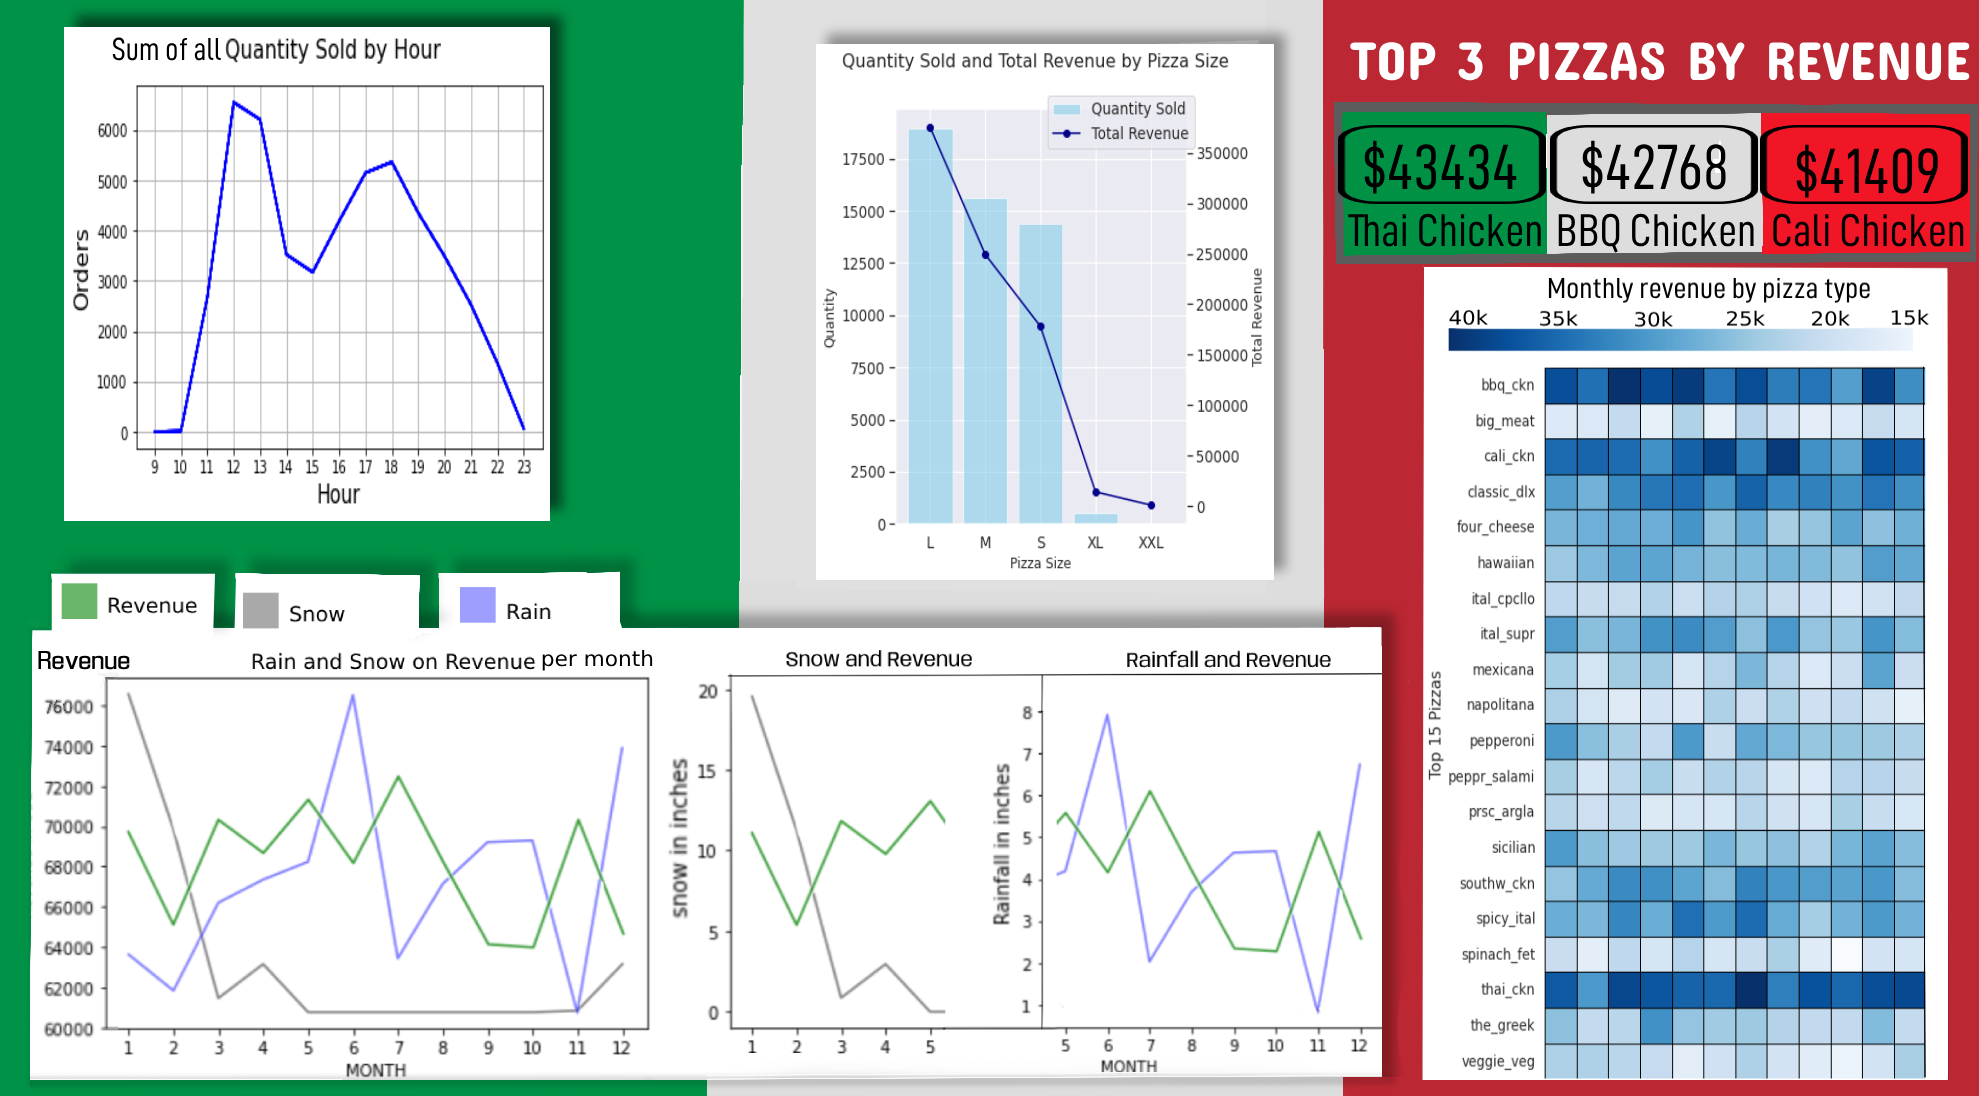 Sum of all Quantity Sold by Hour
6000
5000
4000
3000
2000
1000
0
Orders
9 10 11 12 13 14 15 16 17 18 19 20 21 22 23
Hour
Quantity Sold and Total Revenue by Pizza Size
Quantity Sold
Total Revenue
17500
15000
12500
10000
7500
5000
2500
0
Quantity
350000
300000
250000
200000
150000
100000
50000
0
Total Revenue
L M S XL XXL
Pizza Size
TOP 3 PIZZAS BY REVENUE
$43434 $42768 $41409
Thai Chicken BBQ Chicken Cali Chicken
Monthly revenue by pizza type
40k 35k 30k 25k 20k 15k
bbq_ckn
big_meat
cali_ckn
classic_dlx
four_cheese
hawaiian
ital_cpcllo
ital_supr
mexicana
napolitana
pepperoni
peppr_salami
prsc_argla
sicilian
southw_ckn
spicy_ital
spinach_fet
thai_ckn
the_greek
veggie_veg
Top 15 Pizzas
Revenue
Snow
Rain
Revenue
Rain and Snow on Revenue per month
76000
74000
72000
70000
68000
66000
64000
62000
60000
1 2 3 4 5 6 7 8 9 10 11 12
MONTH
Snow and Revenue
20
15
10
5
0
snow in inches
1 2 3 4 5
Rainfall and Revenue
8
7
6
5
4
3
2
1
Rainfall in inches
5 6 7 8 9 10 11 12
MONTH